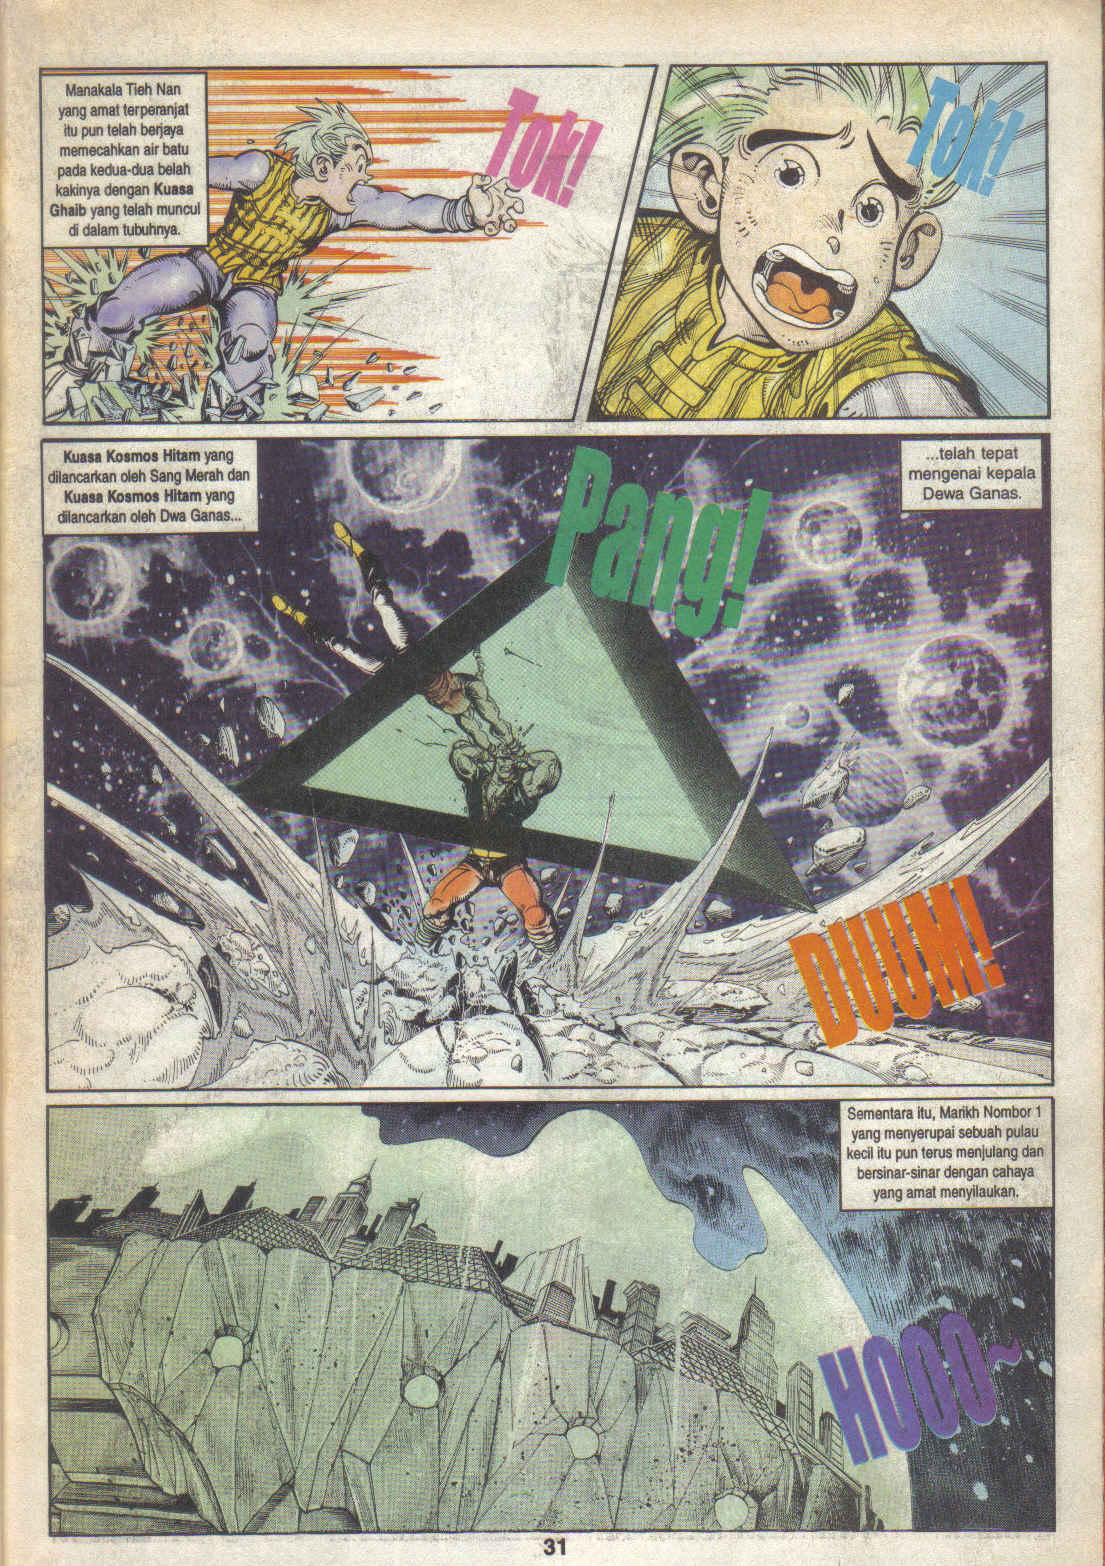 Manakala Tieh Nan
yang amat terperanjat
itu pun telah berjaya
memecahkan air batu
pada kedua-dua belah
kakinya dengan Kuasa
Ghaib yang telah muncul
di dalam tubuhnya.
Tok!
Tok!
Kuasa Kosmos Hitam yang
dilancarkan oleh Sang Merah dan
Kuasa Kosmos Hitam yang
dilancarkan oleh Dwa Ganas...
Pang!
...telah tepat
mengenai kepala
Dewa Ganas.
DUUM!
Sementara itu, Marikh Nombor 1
yang menyerupai sebuah pulau
kecil itu pun terus menjulang dan
bersinar-sinar dengan cahaya
yang amat menyilaukan.
HOOO~
31